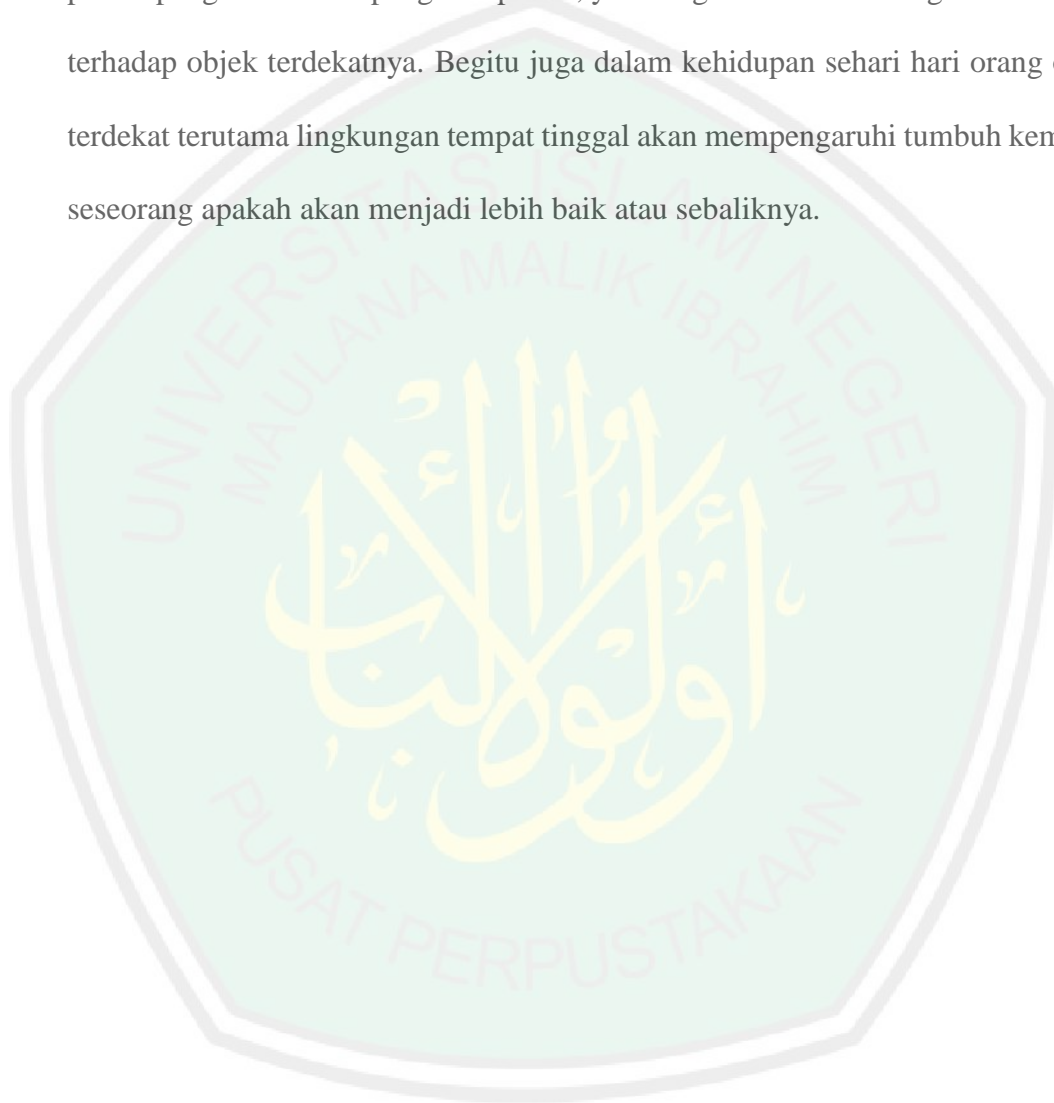 terhadap objek terdekatnya. Begitu juga dalam kehidupan sehari hari orang
terdekat terutama lingkungan tempat tinggal akan mempengaruhi tumbuh
seseorang apakah akan menjadi lebih baik atau sebaliknya.
UNIVERSITAS ISLAM NEGERI
MAULANA MALIK IBRAHIM
أولوا الألباب
PUSAT PERPUSTAKAAN